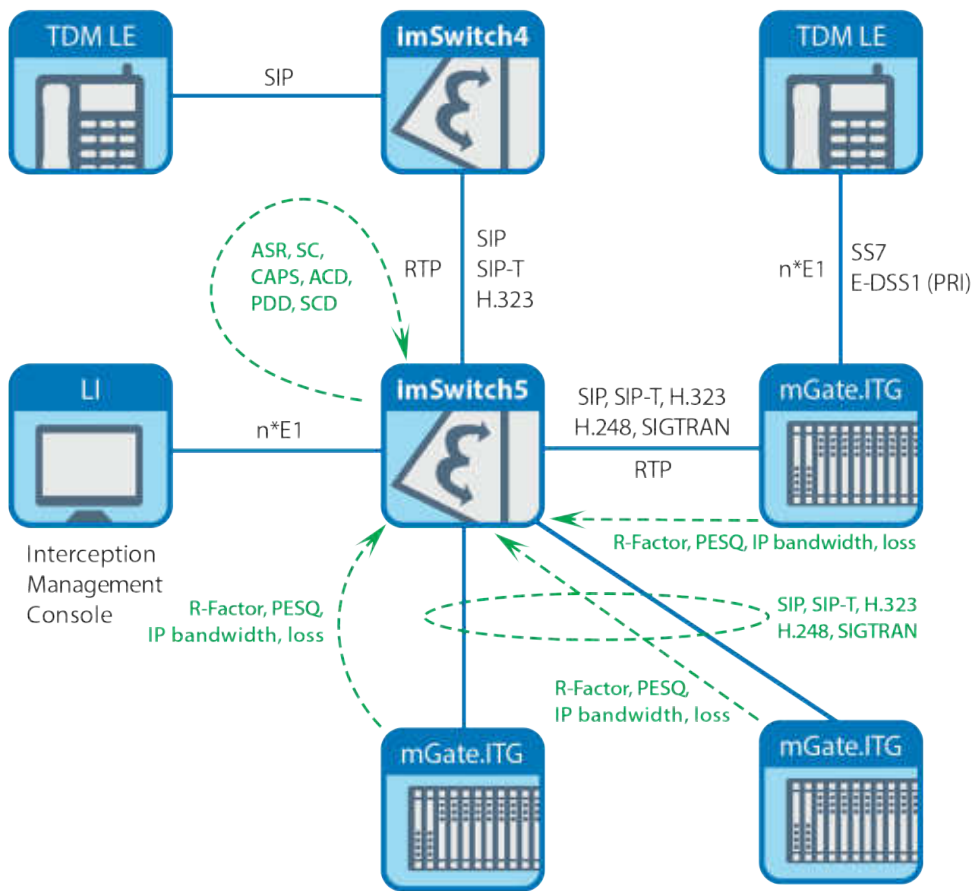 TDM LE
imSwitch4
TDM LE
SIP
ASR, SC,
CAPS, ACD,
PDD, SCD
RTP
SIP
SIP-T
H.323
n*E1
SS7
E-DSS1 (PRI)
LI
imSwitch5
mGate.ITG
n*E1
SIP, SIP-T, H.323
H.248, SIGTRAN
RTP
Interception
Management
Console
R-Factor, PESQ, IP bandwidth, loss
R-Factor, PESQ,
IP bandwidth, loss
SIP, SIP-T, H.323
H.248, SIGTRAN
R-Factor, PESQ,
IP bandwidth, loss
mGate.ITG
mGate.ITG